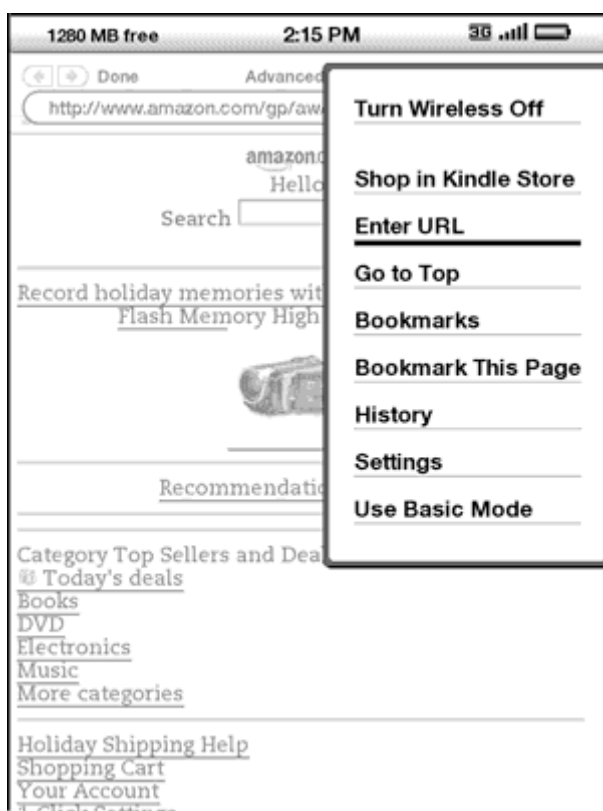 1280 MB free 2:15 PM 3G
Done Advanced
http://www.amazon.com/gp/aw
amazon
Hello
Search
Record holiday memories wit
Flash Memory High
Recommendatio
Category Top Sellers and Dea
Today's deals
Books
DVD
Electronics
Music
More categories
Holiday Shipping Help
Shopping Cart
Your Account
1-Click Settings
Turn Wireless Off
Shop in Kindle Store
Enter URL
Go to Top
Bookmarks
Bookmark This Page
History
Settings
Use Basic Mode